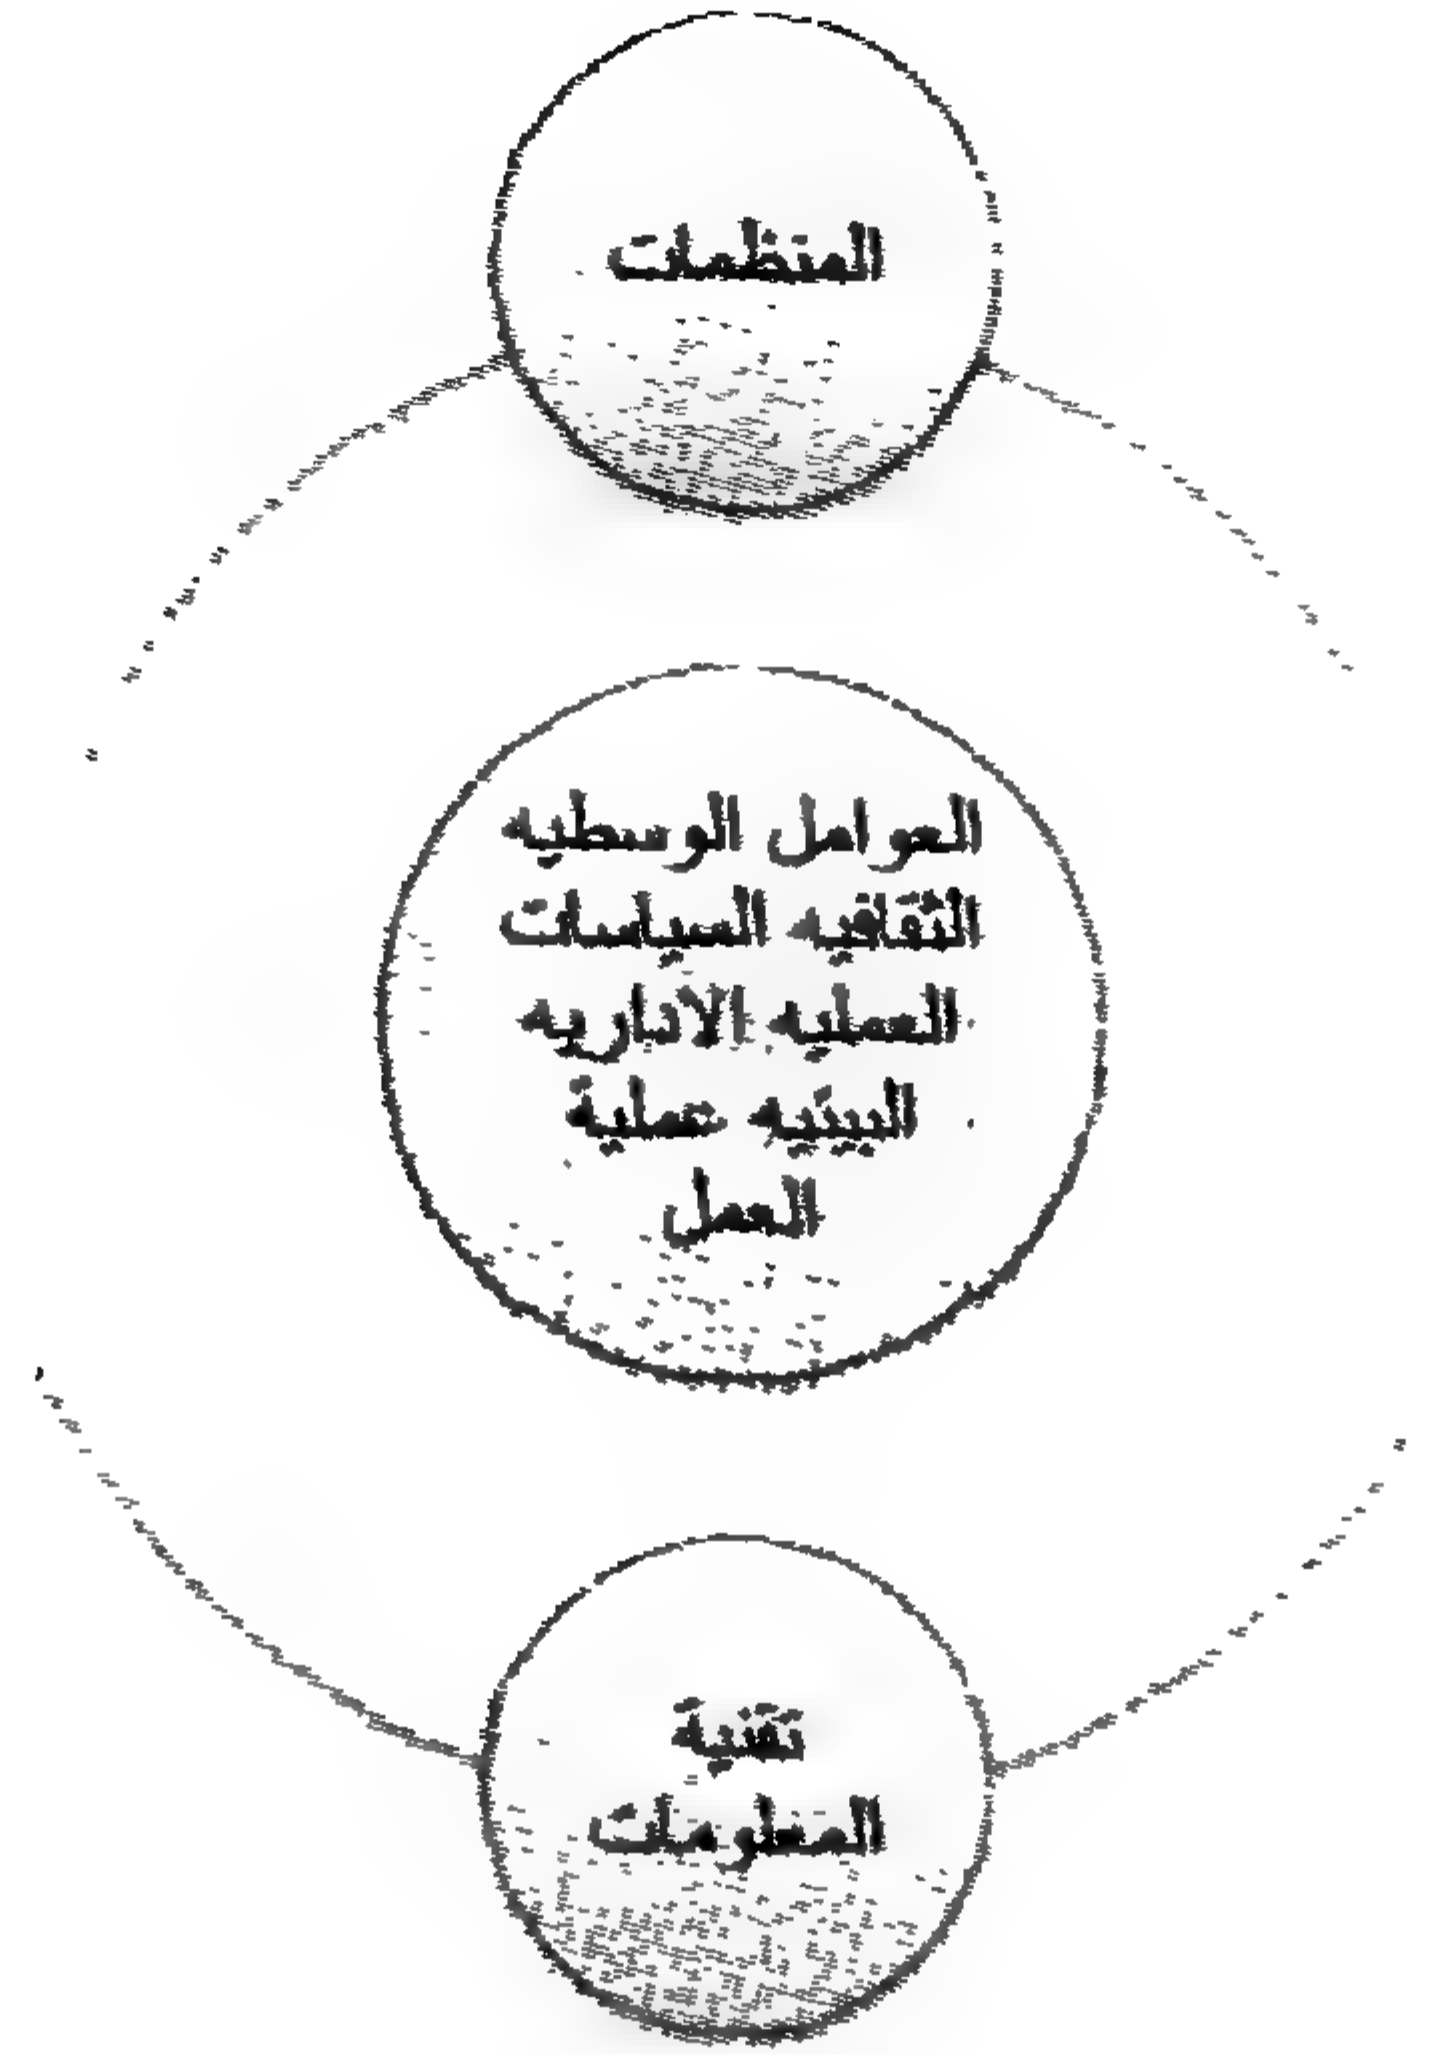 المنظمات
العوامل الوسطيه
الثقافيه السياسات
العمليه الاداريه
البيئيه عملية
العمل
تقنية
المعلومات